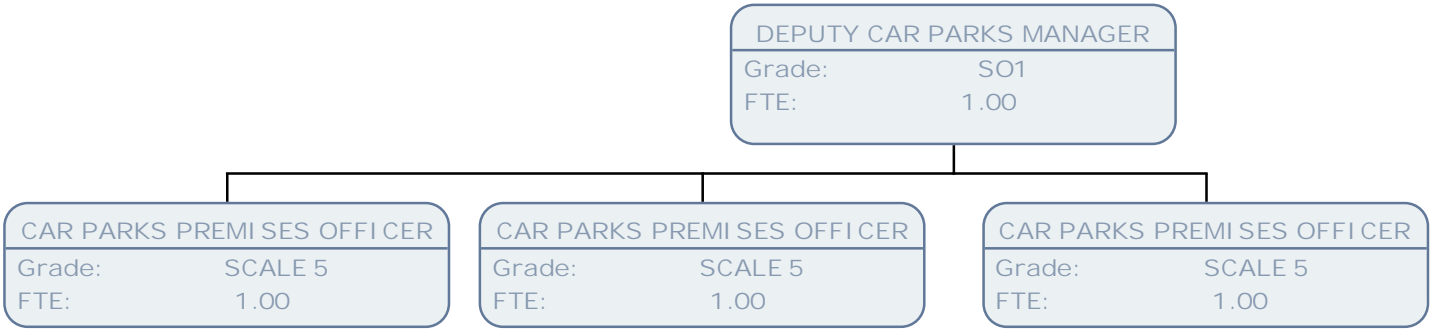 DEPUTY CAR PARKS MANAGER
Grade: SO1
FTE: 1.00
CAR PARKS PREMISES OFFICER
Grade: SCALE 5
FTE: 1.00
CAR PARKS PREMISES OFFICER
Grade: SCALE 5
FTE: 1.00
CAR PARKS PREMISES OFFICER
Grade: SCALE 5
FTE: 1.00